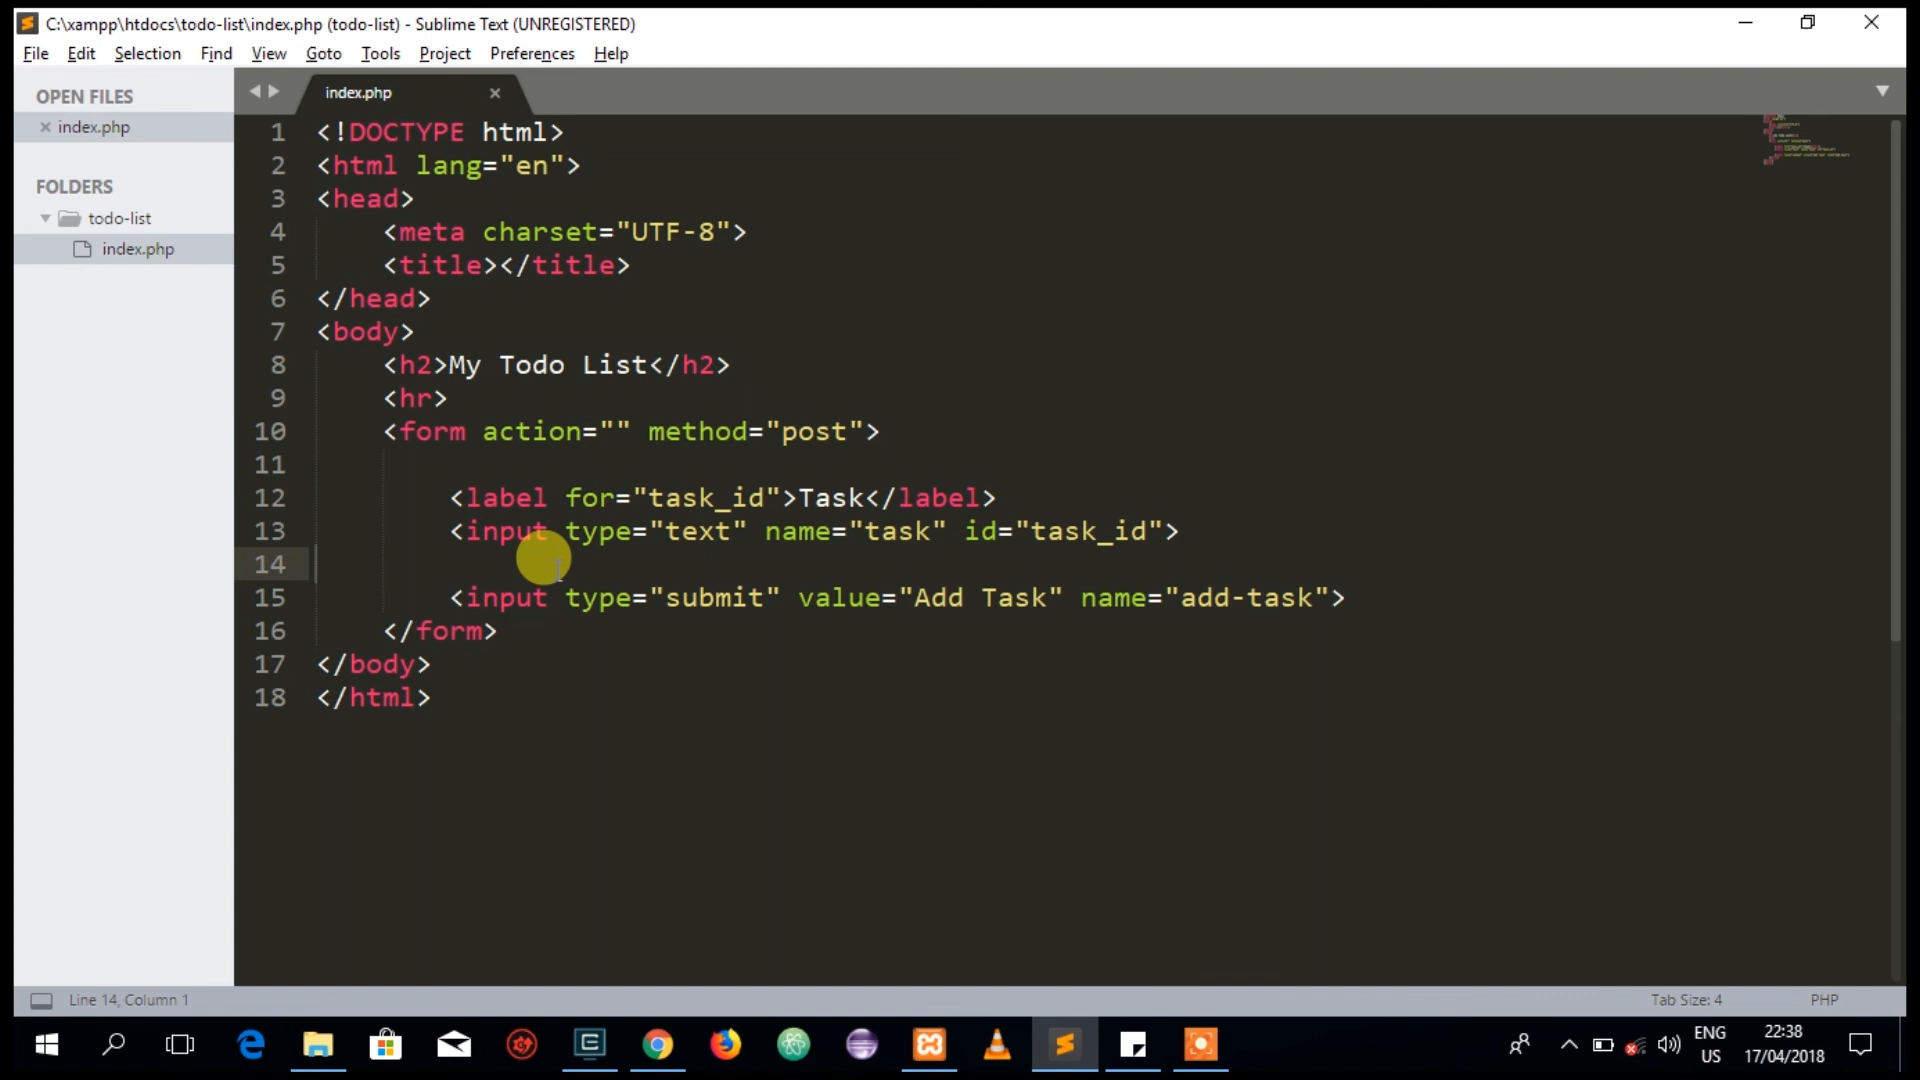 C:\xampp\htdocs\todo-list\index.php (todo-list) - Sublime Text (UNREGISTERED)
File Edit Selection Find View Goto Tools Project Preferences Help
OPEN FILES
index.php
FOLDERS
todo-list
index.php
index.php
1 <!DOCTYPE html>
2 <html lang="en">
3 <head>
4 <meta charset="UTF-8">
5 <title></title>
6 </head>
7 <body>
8 <h2>My Todo List</h2>
9 <hr>
10 <form action="" method="post">
11
12 <label for="task_id">Task</label>
13 <input type="text" name="task" id="task_id">
14
15 <input type="submit" value="Add Task" name="add-task">
16 </form>
17 </body>
18 </html>
Line 14, Column 1
Tab Size: 4
PHP
ENG
US
22:38
17/04/2018